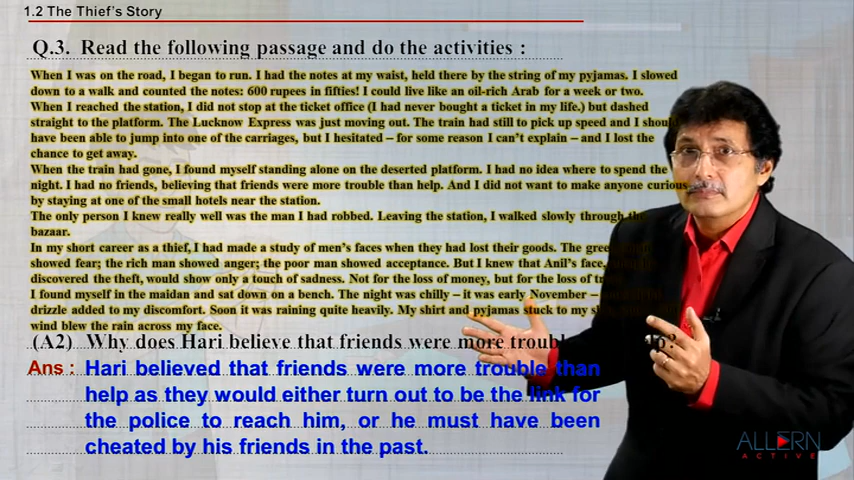 1.2 The Thief's Story
Q.3. Read the following passage and do the activities :
When I was on the road, I began to run. I had the notes at my waist, held there by the string of my pyjamas. I slowed
down to a walk and counted the notes: 600 rupees in fifties! I could live like an oil-rich Arab for a week or two.
When I reached the station, I did not stop at the ticket office (I had never bought a ticket in my life.) but dashed
straight to the platform. The Lucknow Express was just moving out. The train had still to pick up speed and I should
have been able to jump into one of the carriages, but I hesitated – for some reason I can't explain – and I lost the
chance to get away.
When the train had gone, I found myself standing alone on the deserted platform. I had no idea where to spend the
night. I had no friends, believing that friends were more trouble than help. And I did not want to make anyone curious
by staying at one of the small hotels near the station.
The only person I knew really well was the man I had robbed. Leaving the station, I walked slowly through the
bazaar.
In my short career as a thief, I had made a study of men's faces when they had lost their goods. The
showed fear; the rich man showed anger; the poor man showed acceptance. But I knew that Anil's face,
discovered the theft, would show only a touch of sadness. Not for the loss of money, but for the loss of
I found myself in the maidan and sat down on a bench. The night was chilly – it was early November –
drizzle added to my discomfort. Soon it was raining quite heavily. My shirt and pyjamas stuck to my
wind blew the rain across my face.
(A2) Why does Hari believe that friends were more
Ans : Hari believed that friends were more trouble than
help as they would either turn out to be the link for
the police to reach him, or he must have been
cheated by his friends in the past.
ALLERN
ACTIVE